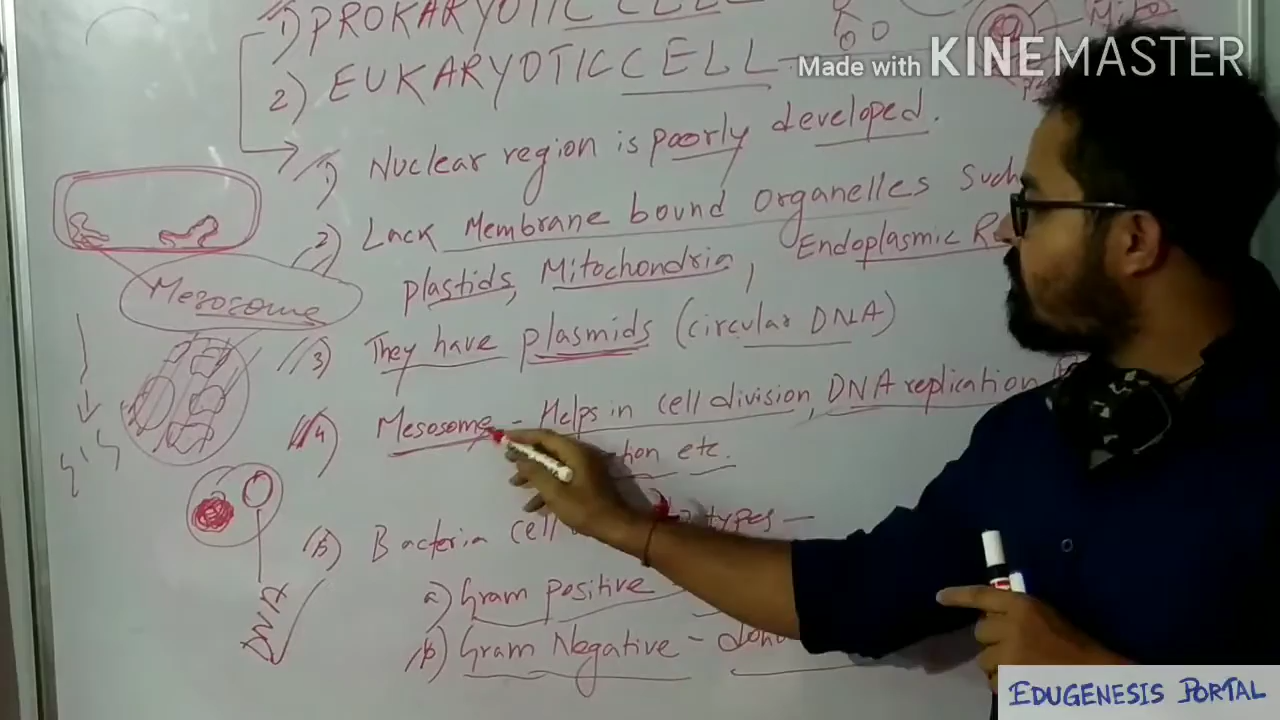 1) PROKARYOTIC CELL
Mito
Made with KINEMASTER
2) EUKARYOTIC CELL
1) Nuclear region is poorly developed.
2) Lack Membrane bound Organelles Such
plastids, Mitochondria, Endoplasmic
Mesosome
3) They have plasmids (circular DNA)
4) Mesosome - Helps in cell division, DNA replication
etc.
5) Bacteria cell types -
a) Gram positive
b) Gram Negative -
DNA
EDUGENESIS PORTAL